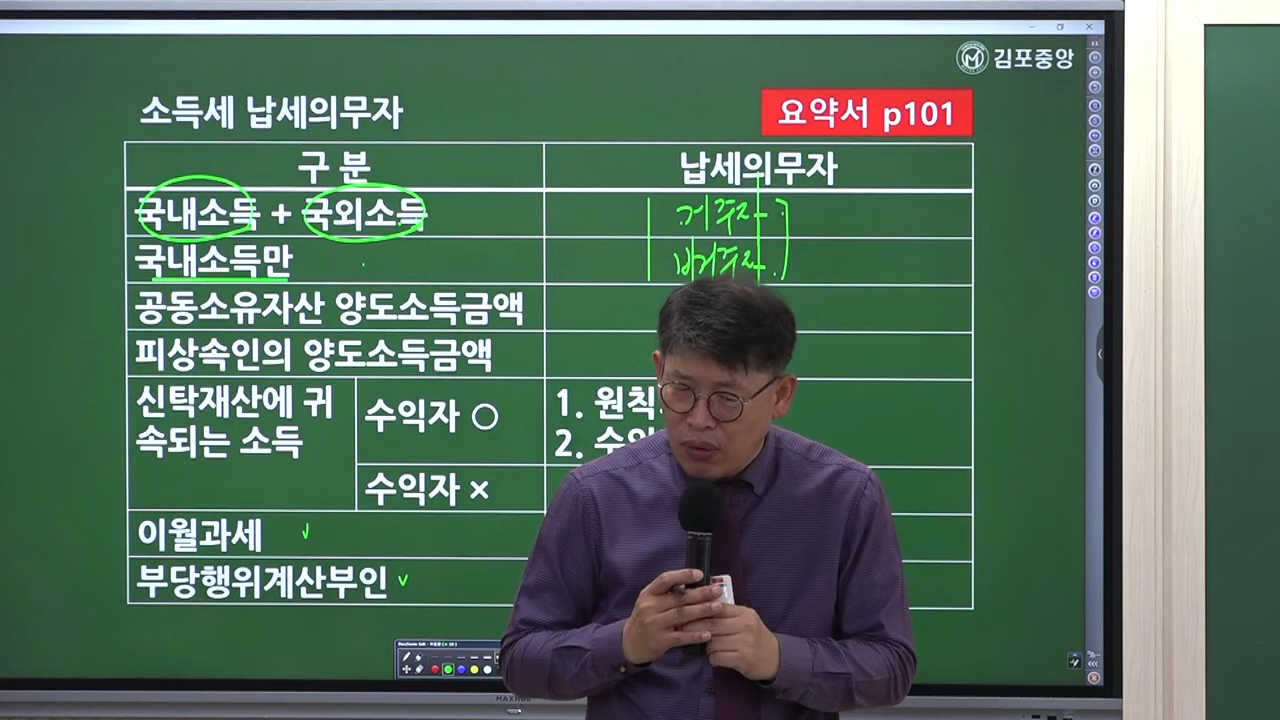 김포중앙
소득세 납세의무자
요약서 p101
구 분
납세의무자
국내소득 + 국외소득
거주자
국내소득만
비거주자
공동소유자산 양도소득금액
피상속인의 양도소득금액
신탁재산에 귀
속되는 소득
수익자 ○
1. 원칙
2.
수익자 ×
이월과세
부당행위계산부인